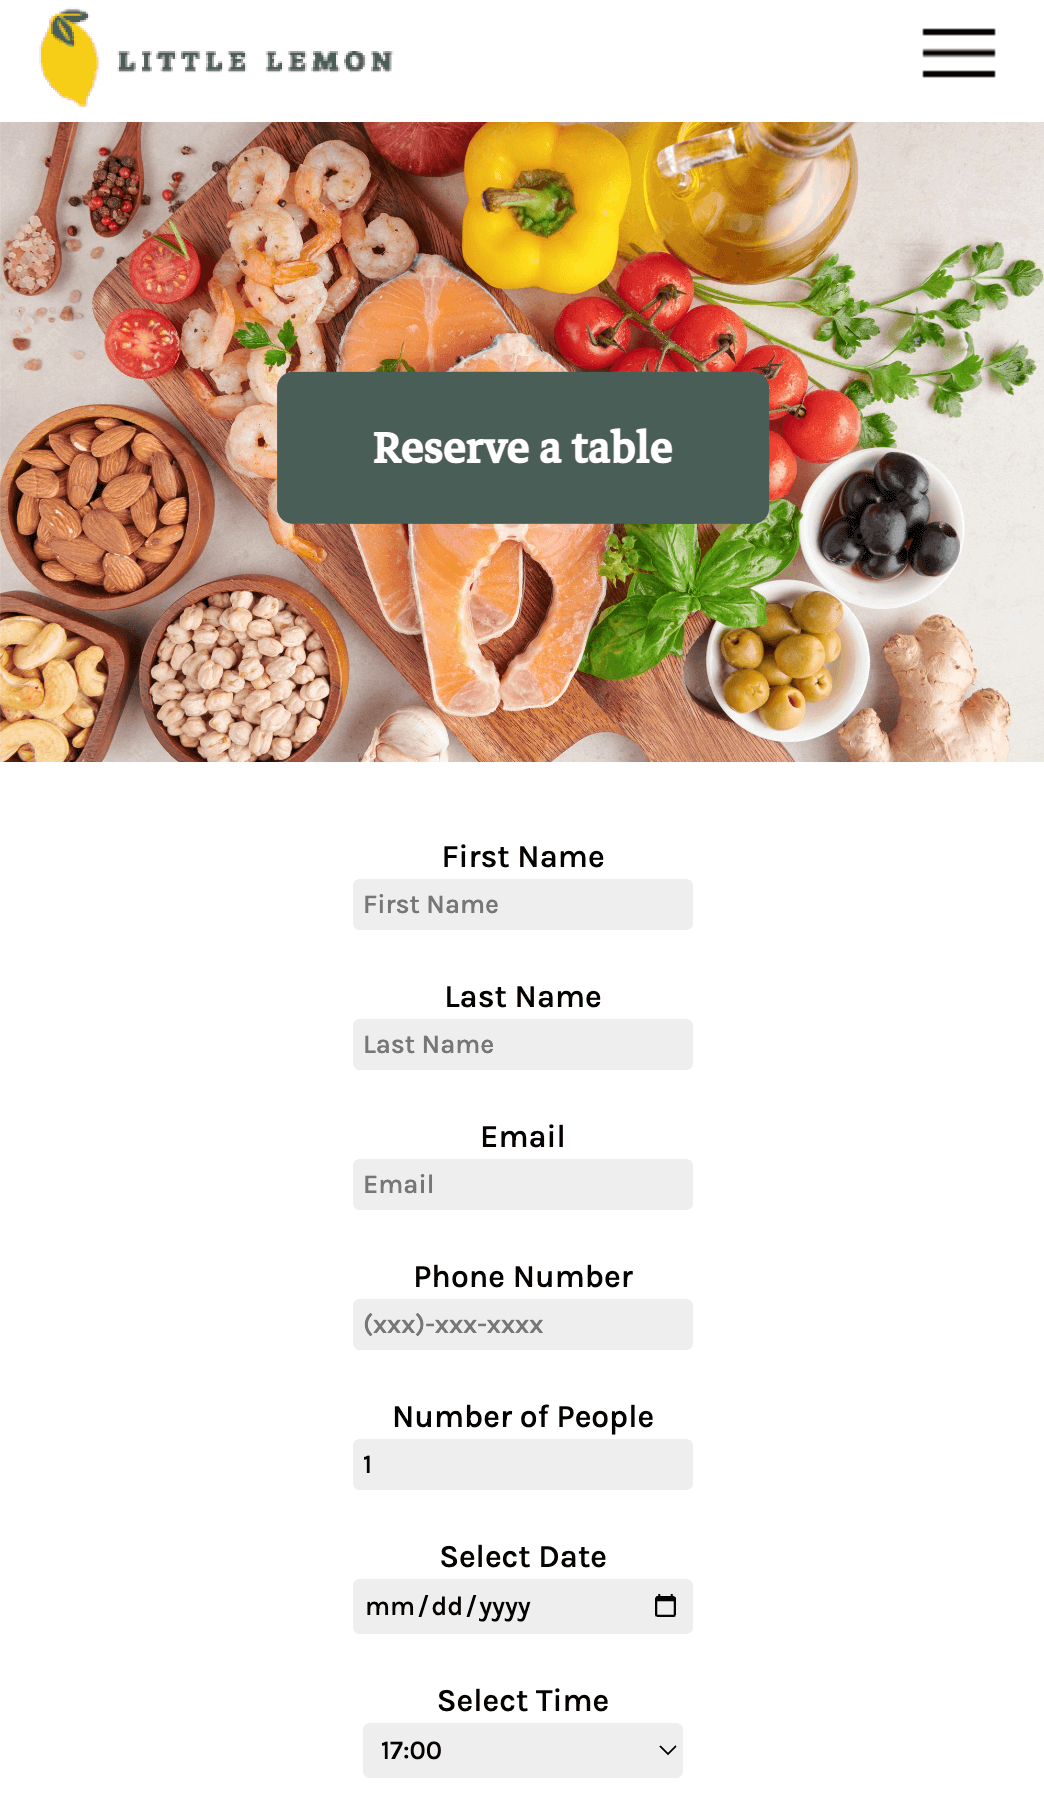 LITTLE LEMON
Reserve a table
First Name
First Name
Last Name
Last Name
Email
Email
Phone Number
(xxx)-xxx-xxxx
Number of People
1
Select Date
mm/dd/yyyy
Select Time
17:00